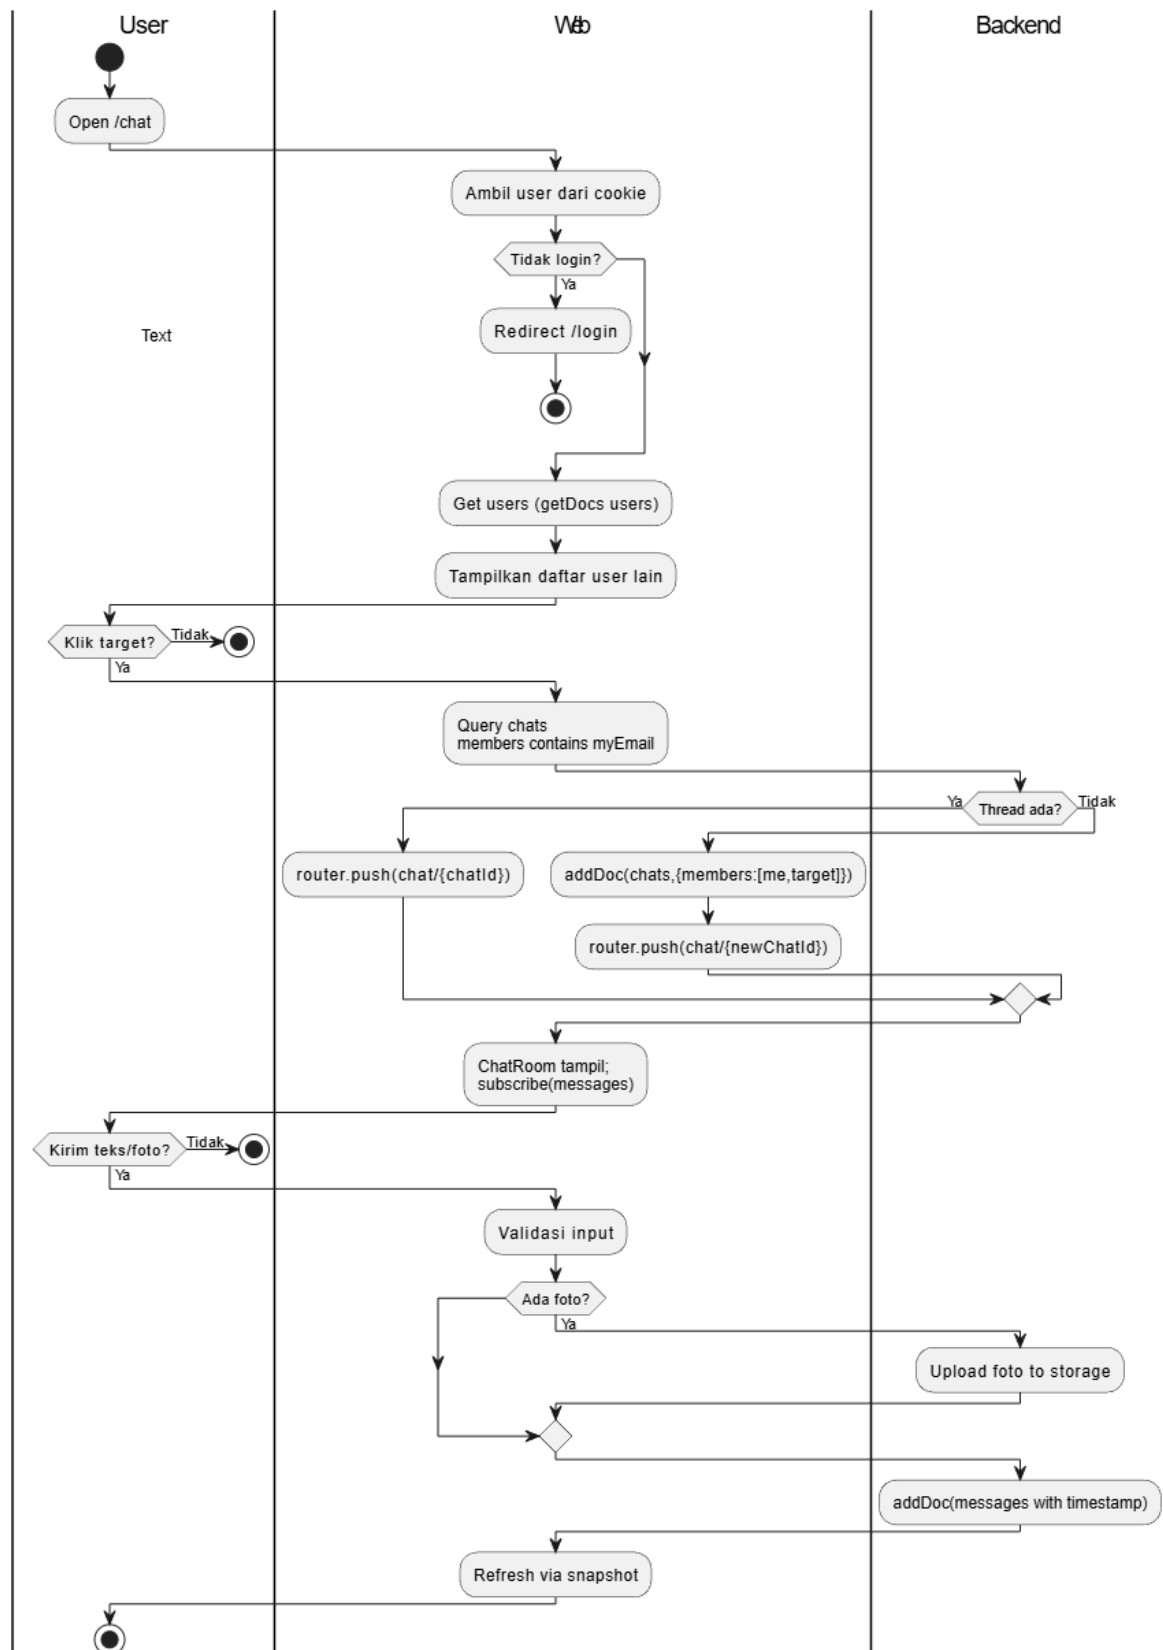 User
Web
Backend
Open /chat
Ambil user dari cookie
Tidak login?
Ya
Redirect /login
Text
Get users (getDocs users)
Tampilkan daftar user lain
Klik target?
Tidak
Ya
Query chats
members contains myEmail
Ya
Thread ada?
Tidak
router.push(chat/{chatId})
addDoc(chats,{members:[me,target]})
router.push(chat/{newChatId})
ChatRoom tampil;
subscribe(messages)
Kirim teks/foto?
Tidak
Ya
Validasi input
Ada foto?
Ya
Upload foto to storage
addDoc(messages with timestamp)
Refresh via snapshot